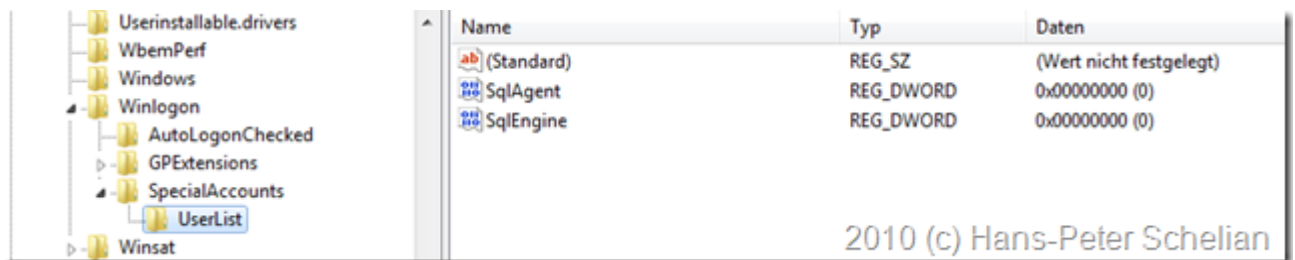 Userinstallable.drivers
WbemPerf
Windows
Winlogon
AutoLogonChecked
GPExtensions
SpecialAccounts
UserList
Winsat
Name Typ Daten
(Standard) REG_SZ (Wert nicht festgelegt)
SqlAgent REG_DWORD 0x00000000 (0)
SqlEngine REG_DWORD 0x00000000 (0)
2010 (c) Hans-Peter Schelian